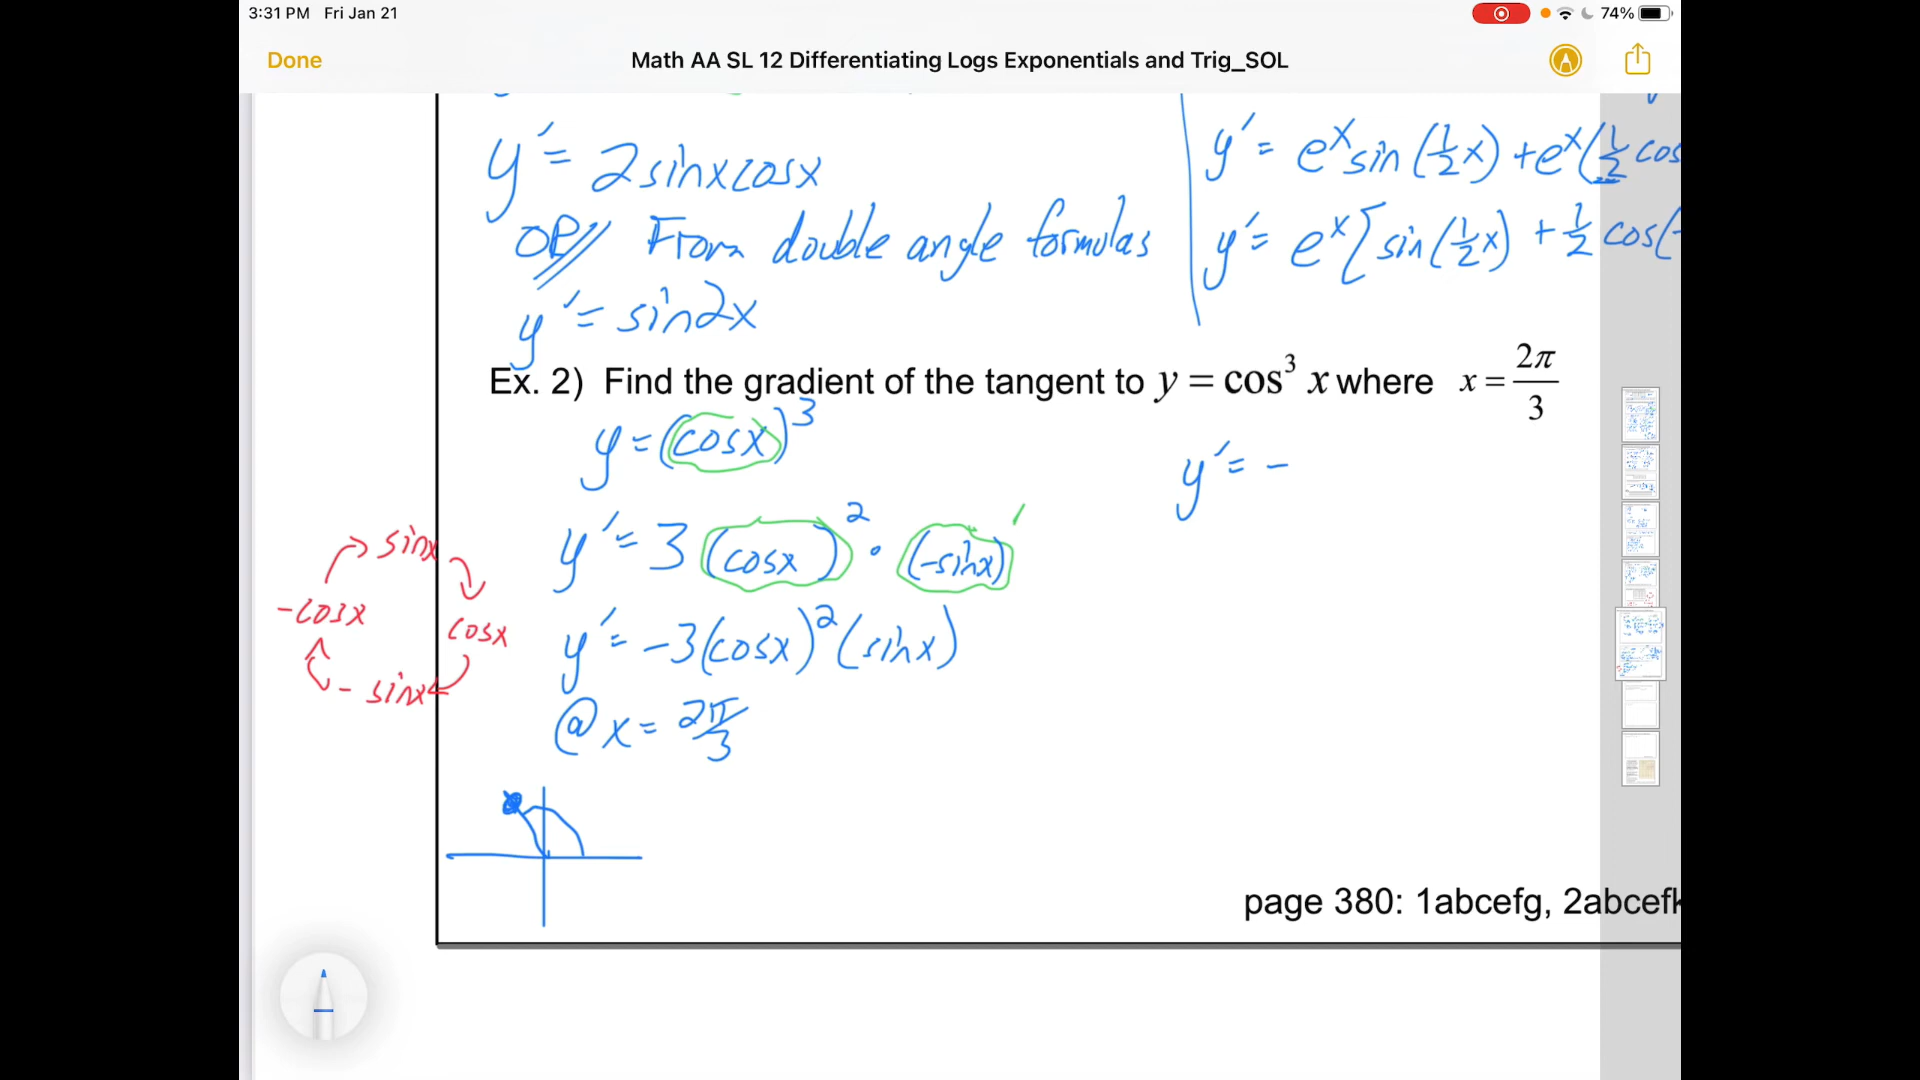 3:31 PM Fri Jan 21
74%
Done
Math AA SL 12 Differentiating Logs Exponentials and Trig_SOL
y' = 2sinxcosx
OR// From double angle formulas
y' = sin2x
y' = e^x sin(½x) + e^x(½ cos
y' = e^x[sin(½x) + ½ cos(
Ex. 2) Find the gradient of the tangent to y = cos³ x where x = 2π/3
y = (cosx)³
y' = 3(cosx)² · (-sinx)'
y' = -3(cosx)²(sinx)
@ x = 2π/3
y' = -
sinx
cosx
- sinx
-cosx
page 380: 1abcefg, 2abcefk